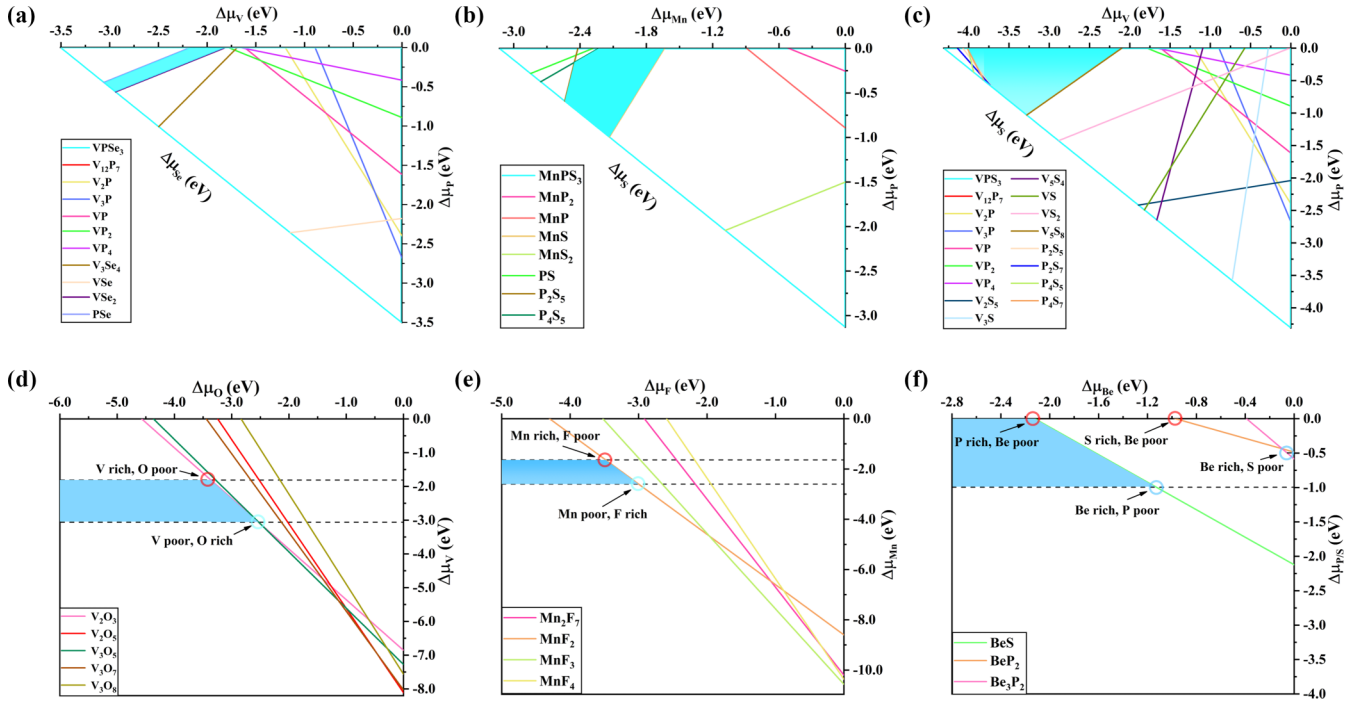 (a)
Δμ_V (eV)
-3.5 -3.0 -2.5 -2.0 -1.5 -1.0 -0.5 0.0
0.0
-0.5
-1.0
-1.5
-2.0
-2.5
-3.0
-3.5
Δμ_P (eV)
Δμ_Se (eV)
VPSe₃
V₁₂P₇
V₂P
V₃P
VP
VP₂
VP₄
V₃Se₄
VSe
VSe₂
PSe
(b)
Δμ_Mn (eV)
-3.0 -2.4 -1.8 -1.2 -0.6 0.0
0.0
-0.5
-1.0
-1.5
-2.0
-2.5
-3.0
Δμ_P (eV)
Δμ_S (eV)
MnPS₃
MnP₂
MnP
MnS
MnS₂
PS
P₂S₅
P₄S₅
(c)
Δμ_V (eV)
-4.0 -3.0 -2.0 -1.0 0.0
0.0
-0.5
-1.0
-1.5
-2.0
-2.5
-3.0
-3.5
-4.0
Δμ_P (eV)
Δμ_S (eV)
VPS₃ V₅S₄
V₁₂P₇ VS
V₂P VS₂
V₃P V₅S₈
VP P₂S₅
VP₂ P₂S₇
VP₄ P₄S₅
V₂S₅ P₄S₇
V₃S
(d)
Δμ_O (eV)
-6.0 -5.0 -4.0 -3.0 -2.0 -1.0 0.0
0.0
-1.0
-2.0
-3.0
-4.0
-5.0
-6.0
-7.0
-8.0
Δμ_V (eV)
V rich, O poor
V poor, O rich
V₂O₃
V₂O₅
V₃O₅
V₃O₇
V₃O₈
(e)
Δμ_F (eV)
-5.0 -4.0 -3.0 -2.0 -1.0 0.0
0.0
-2.0
-4.0
-6.0
-8.0
-10.0
Δμ_Mn (eV)
Mn rich, F poor
Mn poor, F rich
Mn₂F₇
MnF₂
MnF₃
MnF₄
(f)
Δμ_Be (eV)
-2.8 -2.4 -2.0 -1.6 -1.2 -0.8 -0.4 0.0
0.0
-0.5
-1.0
-1.5
-2.0
-2.5
-3.0
-3.5
-4.0
Δμ_P/S (eV)
P rich, Be poor
S rich, Be poor
Be rich, S poor
Be rich, P poor
BeS
BeP₂
Be₃P₂